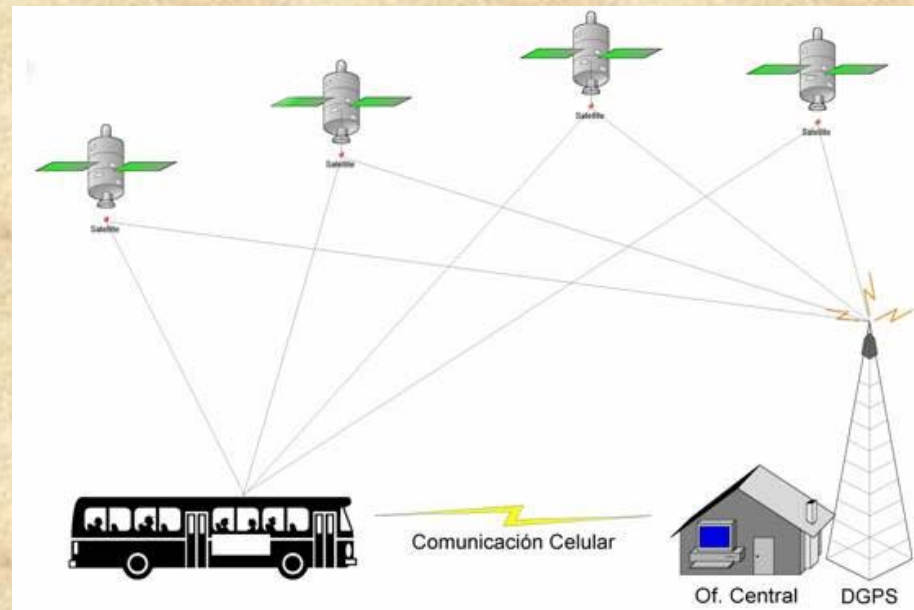 Satellite
Satellite
Satellite
Satellite
Comunicación Celular
Of. Central
DGPS